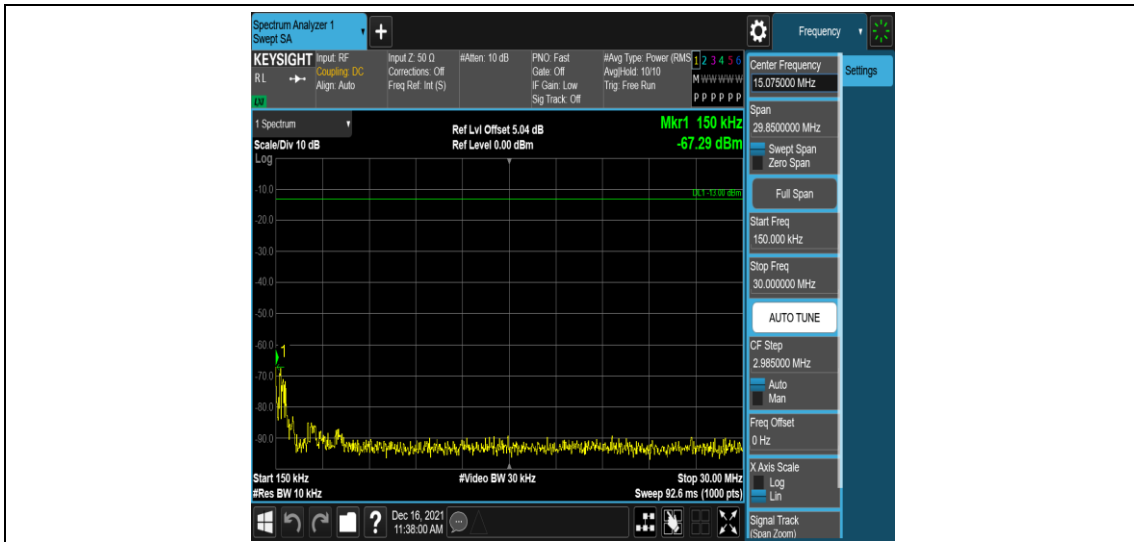 Spectrum Analyzer 1
Swept SA
+
Frequency
KEYSIGHT
RL
Input: RF
Coupling: DC
Align: Auto
Input Z: 50 Ω
Corrections: Off
Freq Ref: Int (S)
#Atten: 10 dB
PNO: Fast
Gate: Off
IF Gain: Low
Sig Track: Off
#Avg Type: Power (RMS
Avg|Hold: 10/10
Trig: Free Run
1 2 3 4 5 6
M W W W W W
P P P P P P
1 Spectrum
Scale/Div 10 dB
Ref Lvl Offset 5.04 dB
Ref Level 0.00 dBm
Mkr1 150 kHz
-67.29 dBm
Log
DL1 -13.00 dBm
-10.0
-20.0
-30.0
-40.0
-50.0
-60.0
1
-70.0
-80.0
-90.0
Start 150 kHz
#Res BW 10 kHz
#Video BW 30 kHz
Stop 30.00 MHz
Sweep 92.6 ms (1000 pts)
?
Dec 16, 2021
11:38:00 AM
Center Frequency
15.075000 MHz
Settings
Span
29.8500000 MHz
Swept Span
Zero Span
Full Span
Start Freq
150.000 kHz
Stop Freq
30.000000 MHz
AUTO TUNE
CF Step
2.985000 MHz
Auto
Man
Freq Offset
0 Hz
X Axis Scale
Log
Lin
Signal Track
(Span Zoom)